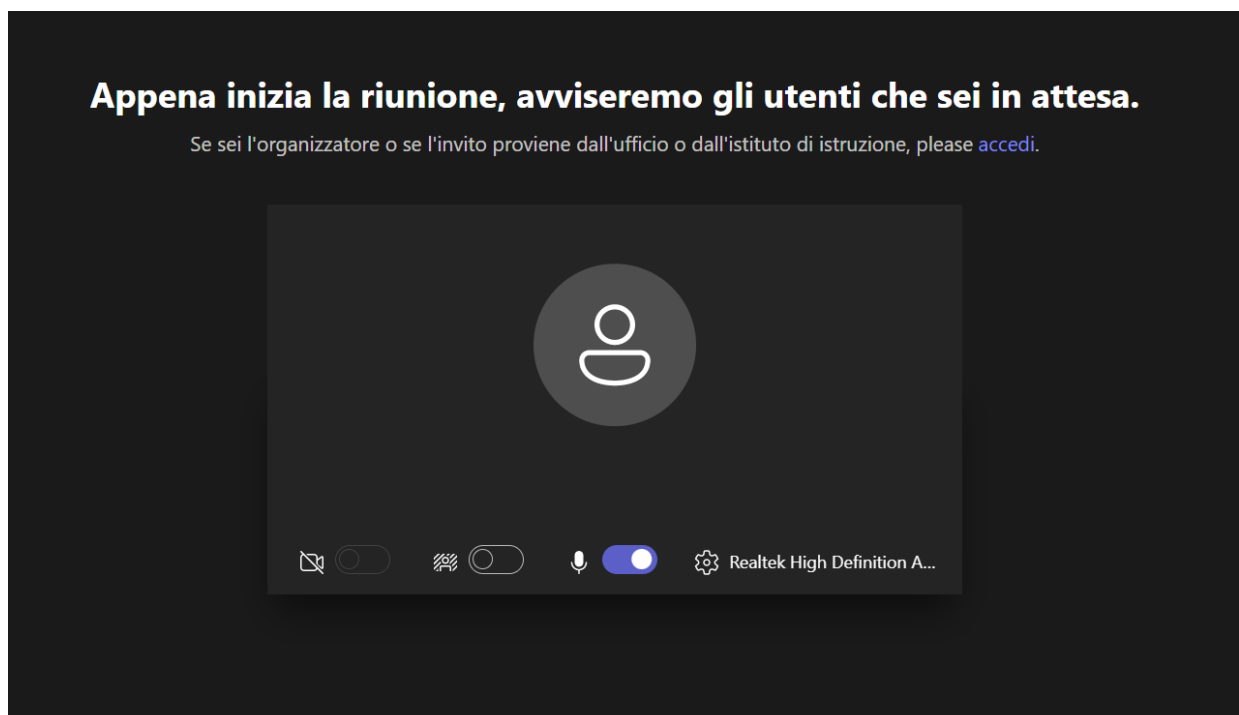 Appena inizia la riunione, avviseremo gli utenti che sei in attesa.
Se sei l'organizzatore o se l'invito proviene dall'ufficio o dall'istituto di istruzione, please accedi.
Realtek High Definition A...